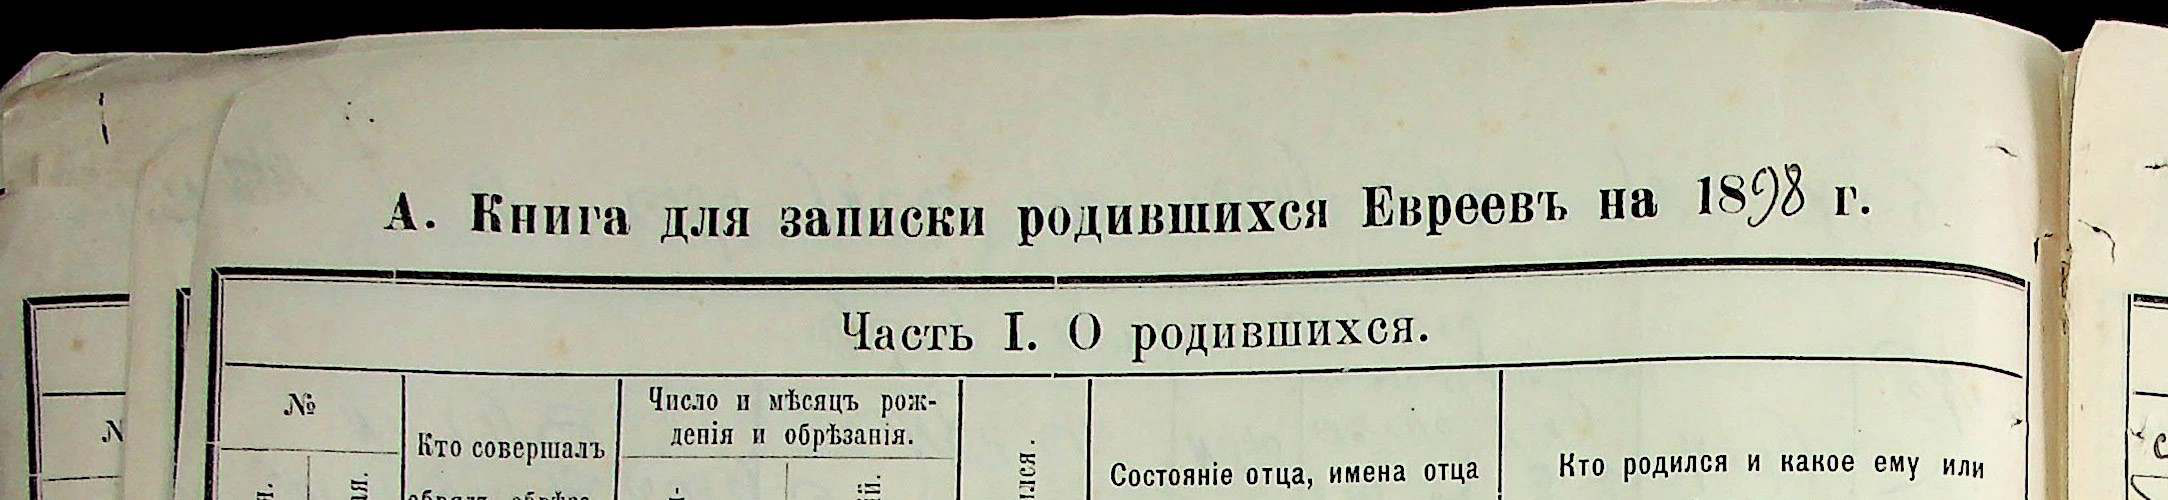 А. Книга для записки родившихся Евреевъ на 1898 г.
Часть I. О родившихся.
№
Кто совершалъ
Число и мѣсяцъ рож-
денія и обрѣзанія.
Состояніе отца, имена отца
Кто родился и какое ему или